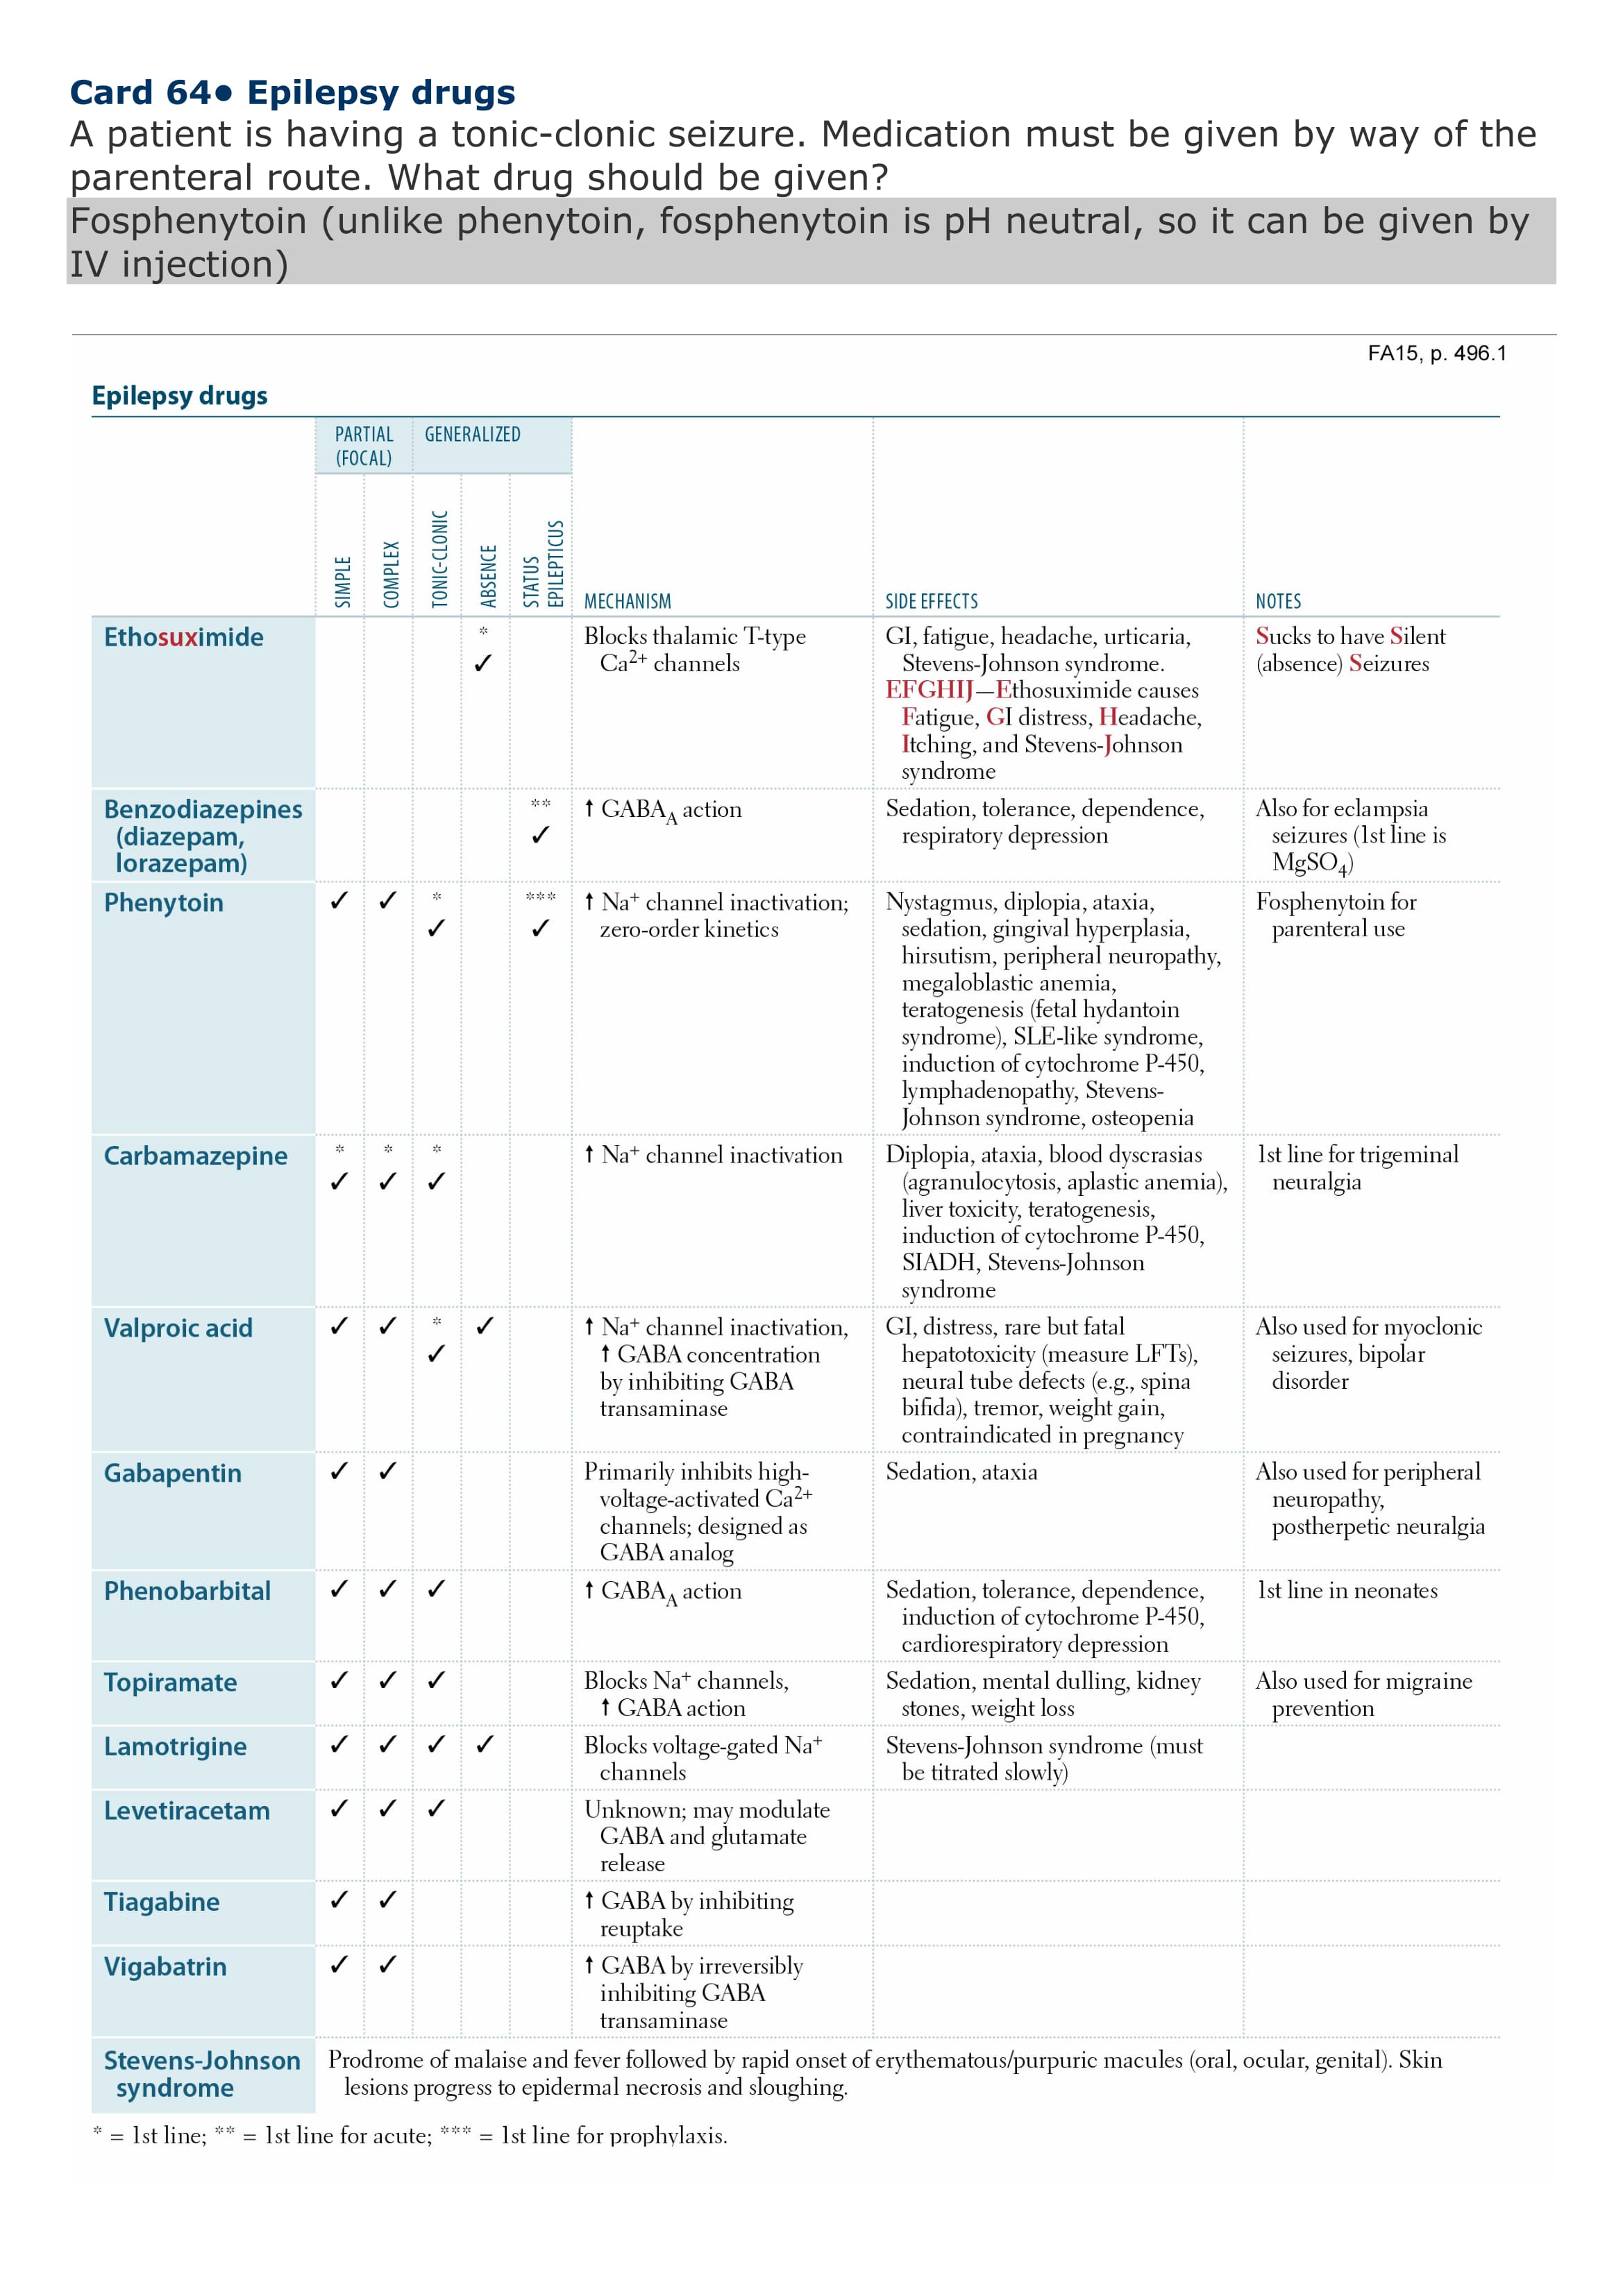 Card 64• Epilepsy drugs
A patient is having a tonic-clonic seizure. Medication must be given by way of the
parenteral route. What drug should be given?
Fosphenytoin (unlike phenytoin, fosphenytoin is pH neutral, so it can be given by
IV injection)
FA15, p. 496.1
Epilepsy drugs
PARTIAL
(FOCAL)
GENERALIZED
SIMPLE
COMPLEX
TONIC-CLONIC
ABSENCE
STATUS
EPILEPTICUS
MECHANISM
SIDE EFFECTS
NOTES
Ethosuximide
*
✓
Blocks thalamic T-type
Ca2+ channels
GI, fatigue, headache, urticaria,
Stevens-Johnson syndrome.
EFGHIJ—Ethosuximide causes
Fatigue, GI distress, Headache,
Itching, and Stevens-Johnson
syndrome
Sucks to have Silent
(absence) Seizures
Benzodiazepines
(diazepam,
lorazepam)
**
✓
↑ GABAA action
Sedation, tolerance, dependence,
respiratory depression
Also for eclampsia
seizures (1st line is
MgSO4)
Phenytoin
✓ ✓ * ***
✓ ✓
↑ Na+ channel inactivation;
zero-order kinetics
Nystagmus, diplopia, ataxia,
sedation, gingival hyperplasia,
hirsutism, peripheral neuropathy,
megaloblastic anemia,
teratogenesis (fetal hydantoin
syndrome), SLE-like syndrome,
induction of cytochrome P-450,
lymphadenopathy, Stevens-
Johnson syndrome, osteopenia
Fosphenytoin for
parenteral use
Carbamazepine
* * *
✓ ✓ ✓
↑ Na+ channel inactivation
Diplopia, ataxia, blood dyscrasias
(agranulocytosis, aplastic anemia),
liver toxicity, teratogenesis,
induction of cytochrome P-450,
SIADH, Stevens-Johnson
syndrome
1st line for trigeminal
neuralgia
Valproic acid
✓ ✓ * ✓
✓
↑ Na+ channel inactivation,
↑ GABA concentration
by inhibiting GABA
transaminase
GI, distress, rare but fatal
hepatotoxicity (measure LFTs),
neural tube defects (e.g., spina
bifida), tremor, weight gain,
contraindicated in pregnancy
Also used for myoclonic
seizures, bipolar
disorder
Gabapentin
✓ ✓
Primarily inhibits high-
voltage-activated Ca2+
channels; designed as
GABA analog
Sedation, ataxia
Also used for peripheral
neuropathy,
postherpetic neuralgia
Phenobarbital
✓ ✓ ✓
↑ GABAA action
Sedation, tolerance, dependence,
induction of cytochrome P-450,
cardiorespiratory depression
1st line in neonates
Topiramate
✓ ✓ ✓
Blocks Na+ channels,
↑ GABA action
Sedation, mental dulling, kidney
stones, weight loss
Also used for migraine
prevention
Lamotrigine
✓ ✓ ✓ ✓
Blocks voltage-gated Na+
channels
Stevens-Johnson syndrome (must
be titrated slowly)
Levetiracetam
✓ ✓ ✓
Unknown; may modulate
GABA and glutamate
release
Tiagabine
✓ ✓
↑ GABA by inhibiting
reuptake
Vigabatrin
✓ ✓
↑ GABA by irreversibly
inhibiting GABA
transaminase
Stevens-Johnson
syndrome
Prodrome of malaise and fever followed by rapid onset of erythematous/purpuric macules (oral, ocular, genital). Skin
lesions progress to epidermal necrosis and sloughing.
* = 1st line; ** = 1st line for acute; *** = 1st line for prophylaxis.